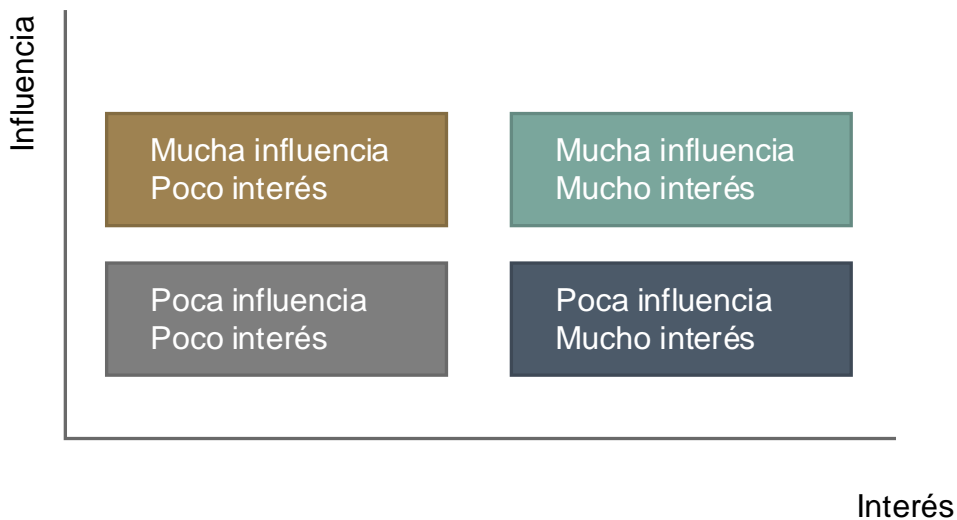 Influencia
Mucha influencia
Poco interés
Mucha influencia
Mucho interés
Poca influencia
Poco interés
Poca influencia
Mucho interés
Interés